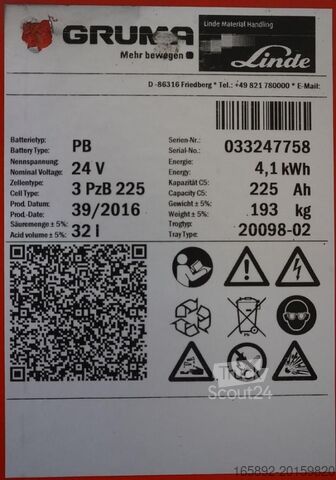 GRUMA
Mehr bewegen
Linde Material Handling
Linde
D -86316 Friedberg * Tel.: +49 821 780000 * E-Mail:
Batterietyp: PB Serien-Nr.: 033247758
Battery Type: Serial-No.:
Nennspannung: 24 V Energie: 4,1 kWh
Nominal Voltage: Energy:
Zellentyp: 3 PzB 225 Kapazität C5: 225 Ah
Cell Type: Capacity C5:
Prod. Datum: 39/2016 Gewicht ± 5%: 193 kg
Prod.-Date: Weight ± 5%:
Säuremenge ± 5%: 32 l Trogtyp: 20098-02
Acid volume ± 5%: Tray Type:
Pb
TruckScout24
165892-20159820